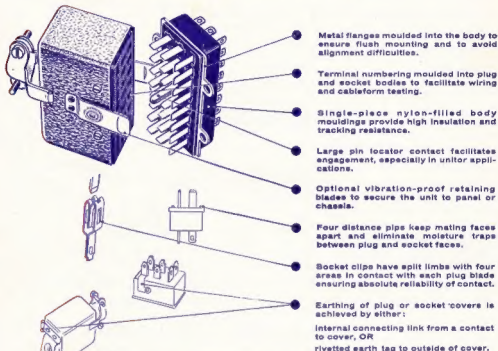 Metal flanges moulded into the body to
ensure flush mounting and to avoid
alignment difficulties.
Terminal numbering moulded into plug
and socket bodies to facilitate wiring
and cableform testing.
Single-piece nylon-filled body
mouldings provide high insulation and
tracking resistance.
Large pin locator contact facilitates
engagement, especially in unitor appli-
cations.
Optional vibration-proof retaining
blades to secure the unit to panel or
chassis.
Four distance pips keep mating faces
apart and eliminate moisture traps
between plug and socket faces.
Socket clips have split limbs with four
areas in contact with each plug blade
ensuring absolute reliability of contact.
Earthing of plug or socket covers is
achieved by either:
internal connecting link from a contact
to cover, OR
rivetted earth tag to outside of cover.